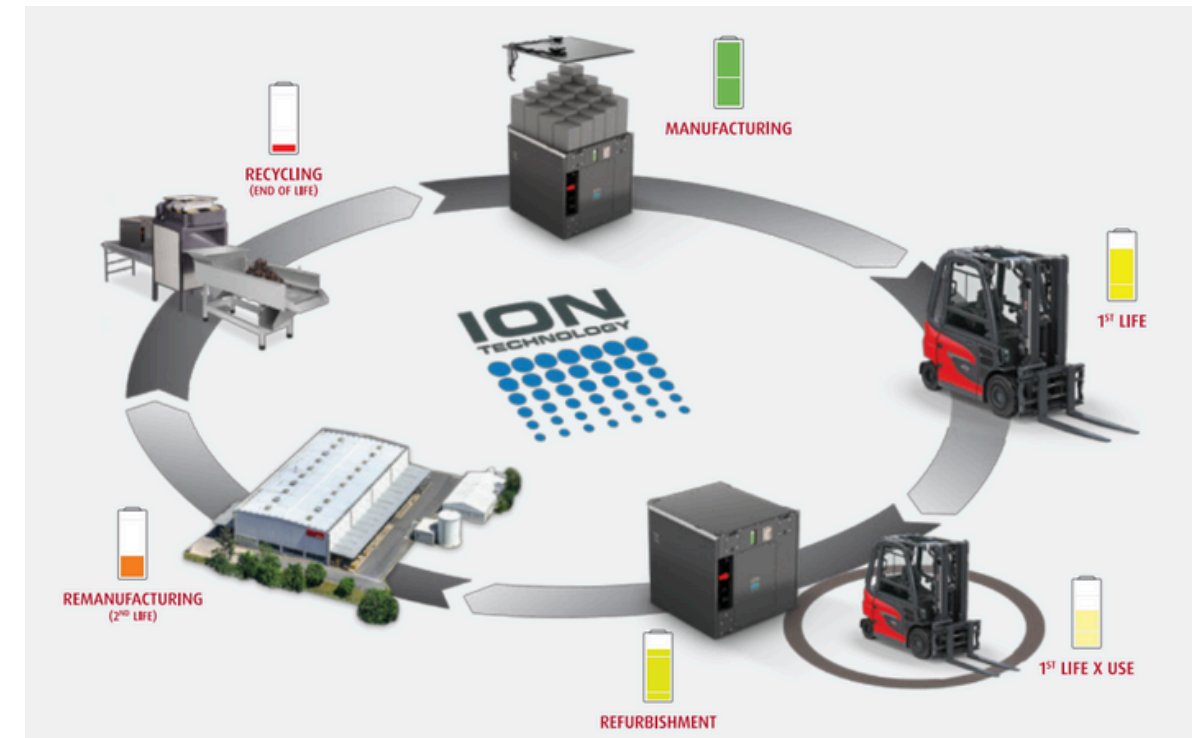 MANUFACTURING
RECYCLING
(END OF LIFE)
1ST LIFE
ION
TECHNOLOGY
REMANUFACTURING
(2ND LIFE)
1ST LIFE X USE
REFURBISHMENT